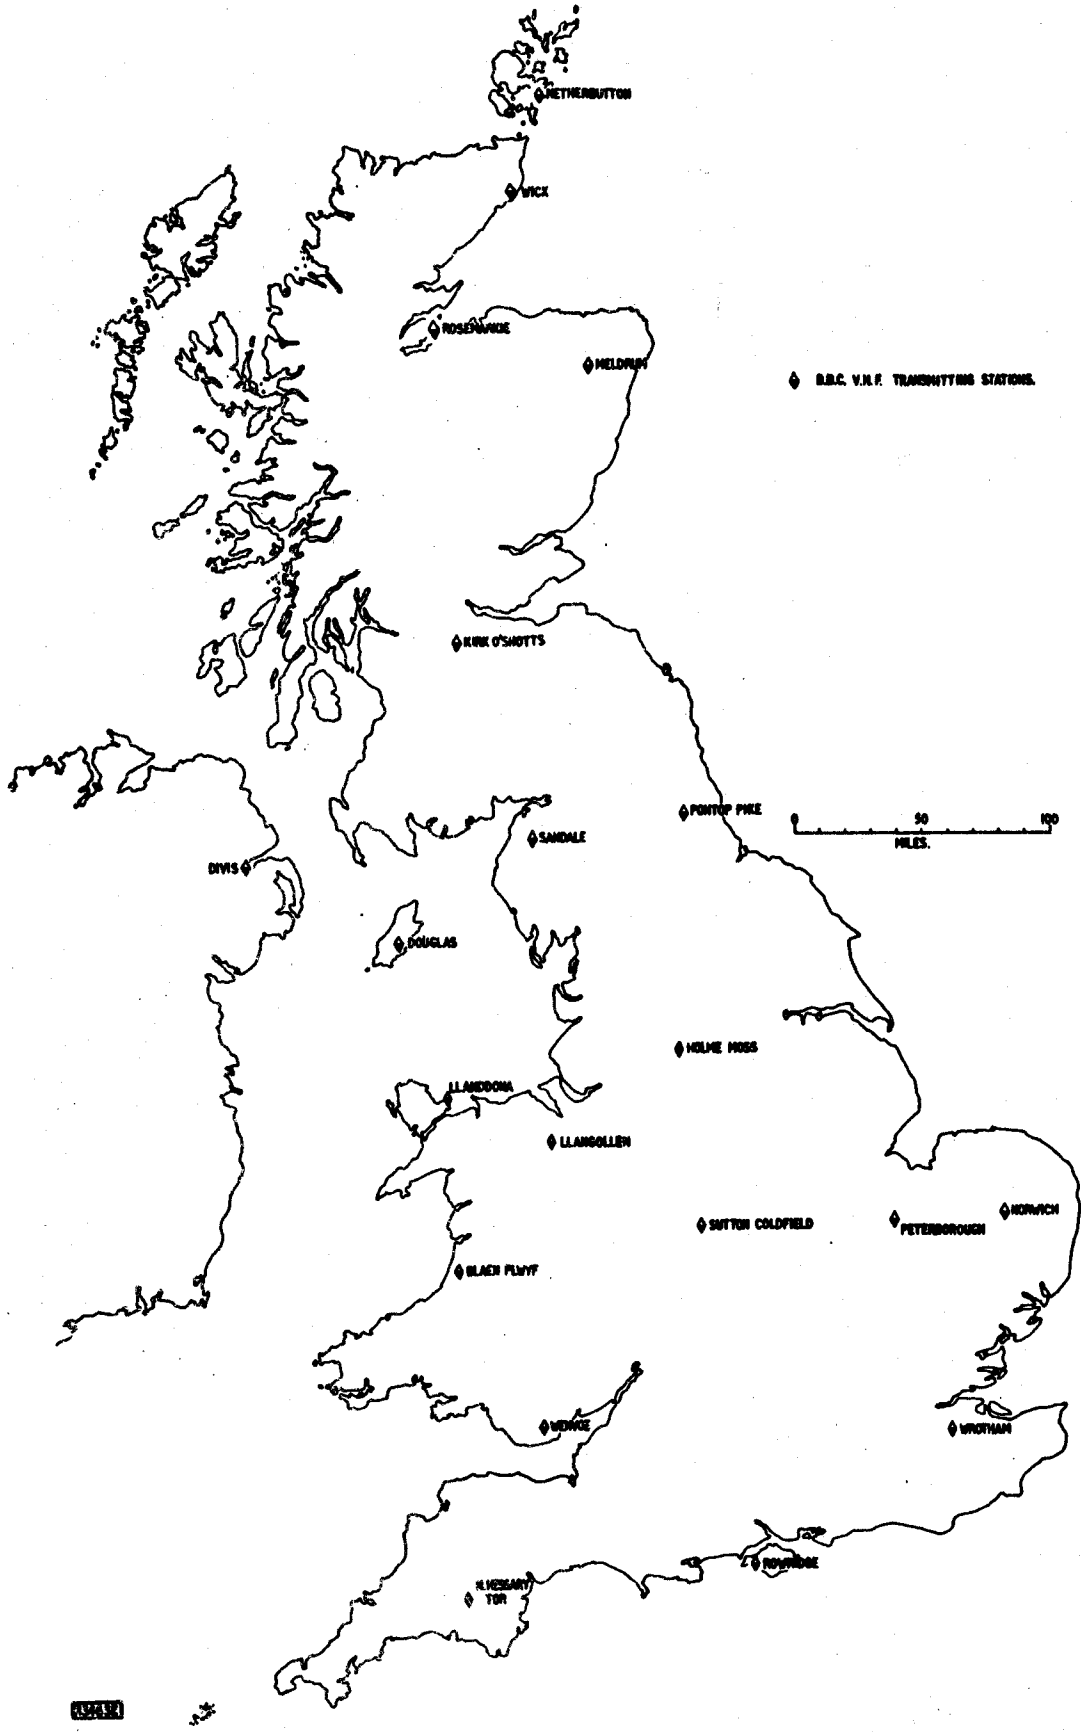 NETHERBUTTON
WICK
ROSEMARKIE
MELDRUM
B.B.C. V.H.F. TRANSMITTING STATIONS.
KIRK O'SHOTTS
PONTOP PIKE
0 50 100
MILES.
SANDALE
DIVIS
DOUGLAS
HOLME MOSS
LLANDDONA
LLANGOLLEN
NORWICH
SUTTON COLDFIELD
PETERBOROUGH
BLAEN PLWYF
WENVOE
WROTHAM
ROWRIDGE
N. HESSARY
TOR